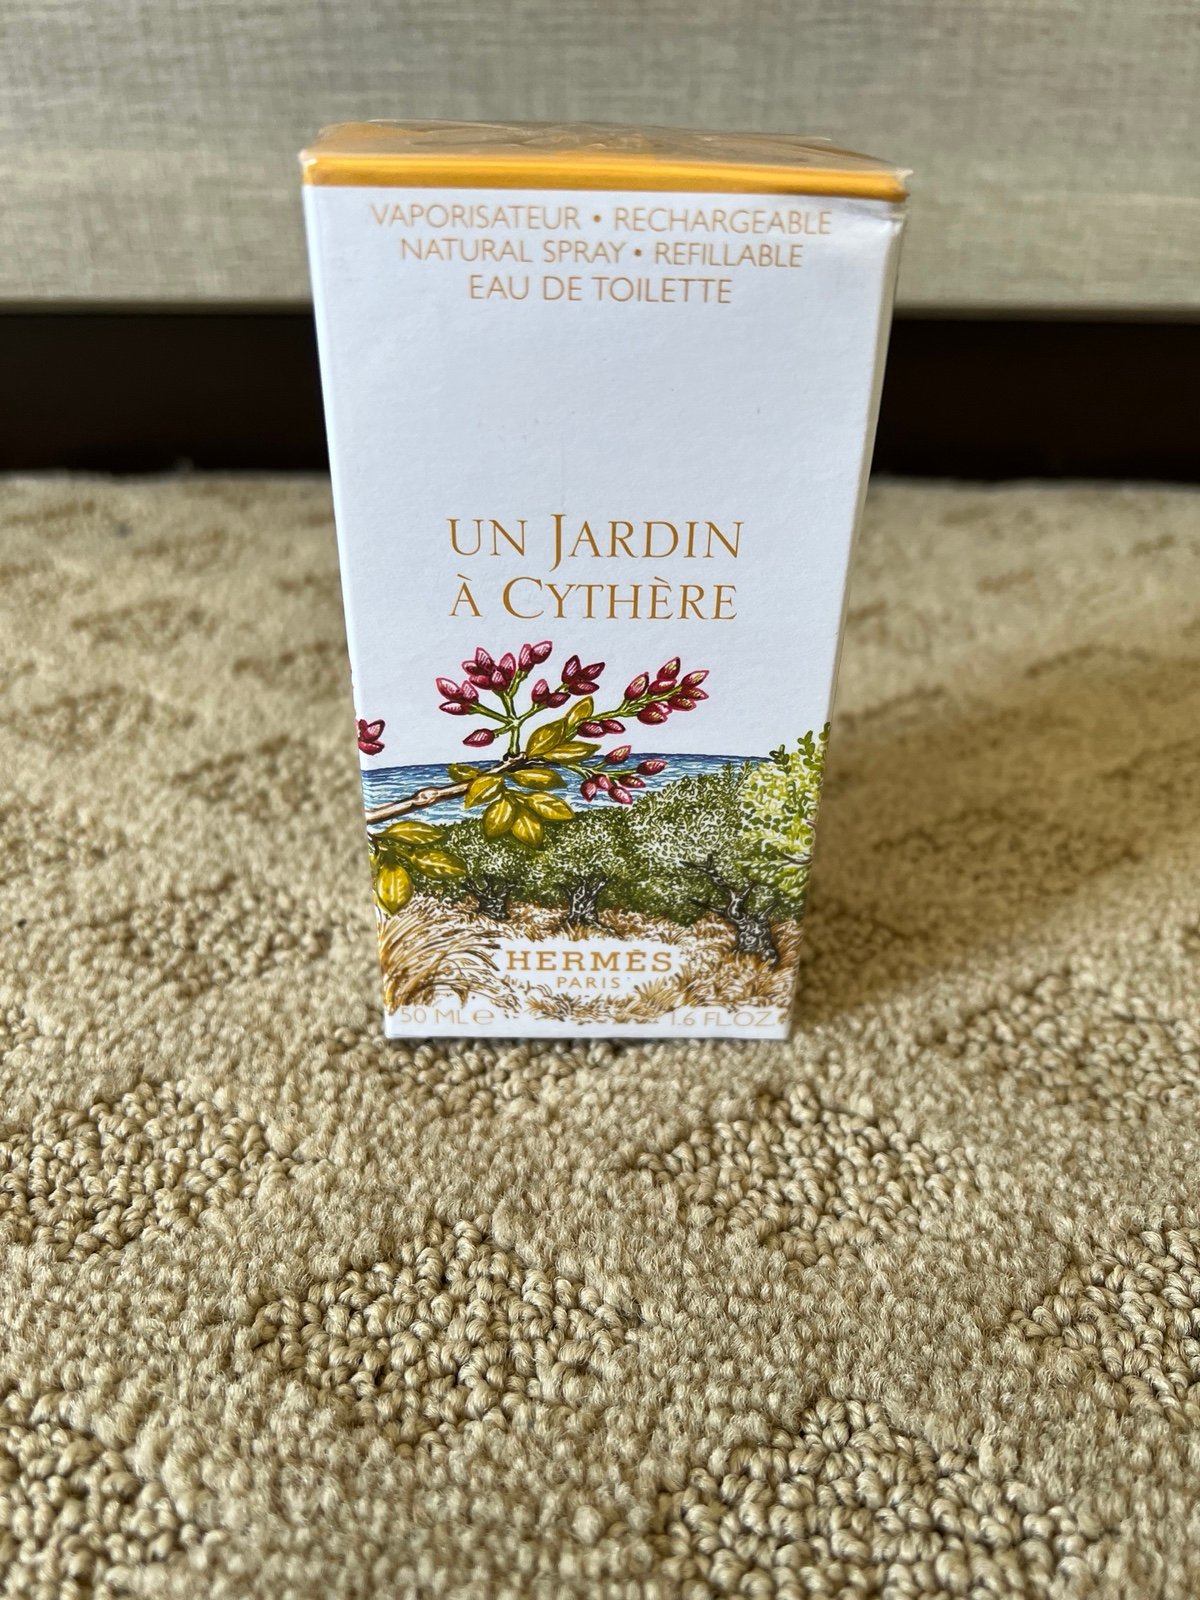 VAPORISATEUR • RECHARGEABLE
NATURAL SPRAY • REFILLABLE
EAU DE TOILETTE
UN JARDIN
À CYTHÈRE
HERMÈS
PARIS
50 ML e 1.6 FL.OZ.